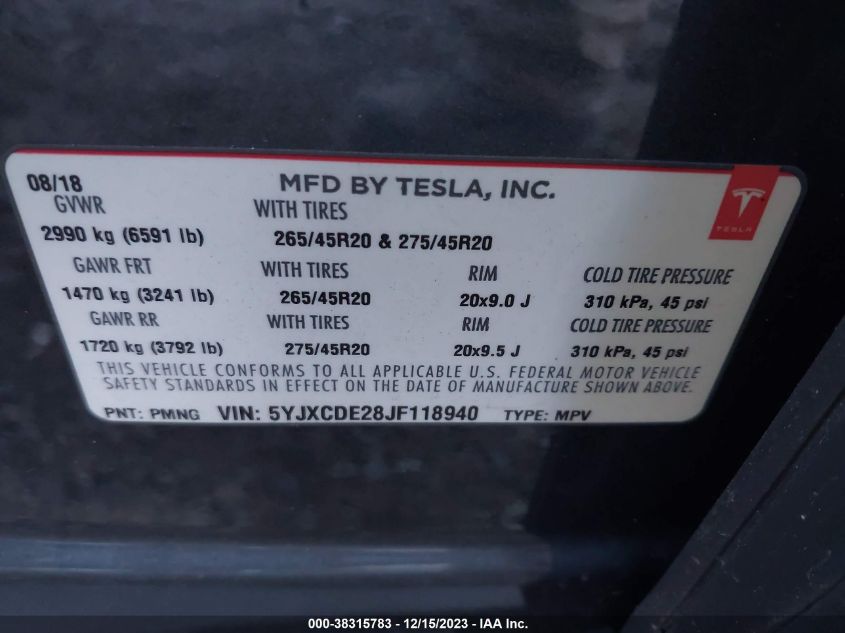 08/18 MFD BY TESLA, INC.
TESLA
GVWR WITH TIRES
2990 kg (6591 lb) 265/45R20 & 275/45R20
GAWR FRT WITH TIRES RIM COLD TIRE PRESSURE
1470 kg (3241 lb) 265/45R20 20x9.0 J 310 kPa, 45 psi
GAWR RR WITH TIRES RIM COLD TIRE PRESSURE
1720 kg (3792 lb) 275/45R20 20x9.5 J 310 kPa, 45 psi
THIS VEHICLE CONFORMS TO ALL APPLICABLE U.S. FEDERAL MOTOR VEHICLE
SAFETY STANDARDS IN EFFECT ON THE DATE OF MANUFACTURE SHOWN ABOVE.
PNT: PMNG VIN: 5YJXCDE28JF118940 TYPE: MPV
000-38315783 - 12/15/2023 - IAA Inc.